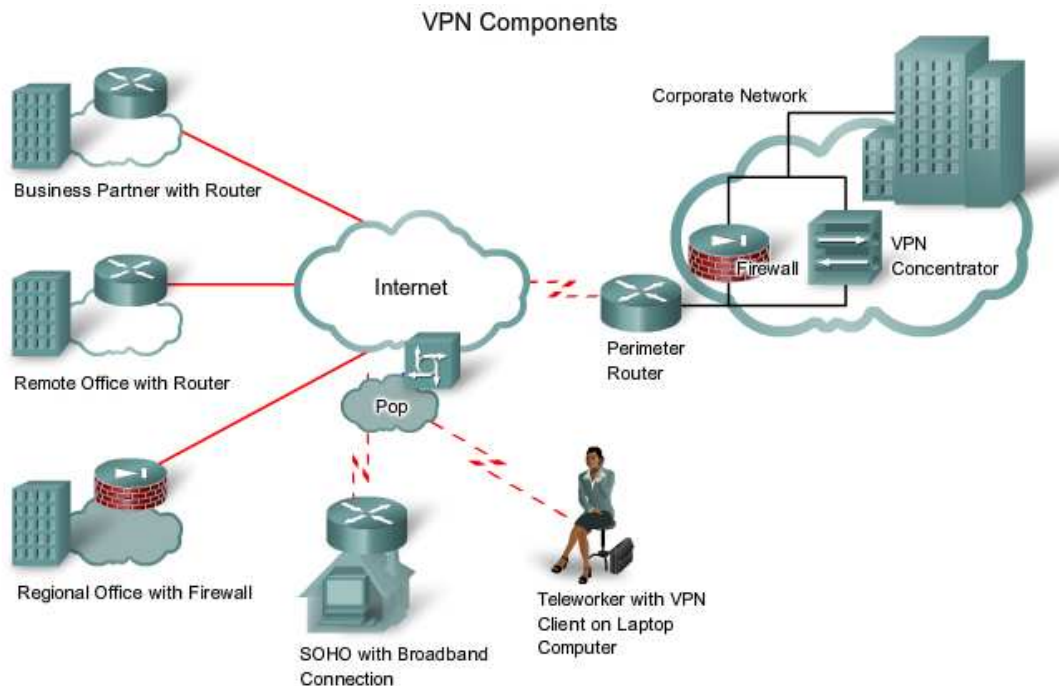 VPN Components
Corporate Network
Business Partner with Router
Firewall
VPN
Concentrator
Internet
Remote Office with Router
Perimeter
Router
Pop
Regional Office with Firewall
SOHO with Broadband
Connection
Teleworker with VPN
Client on Laptop
Computer